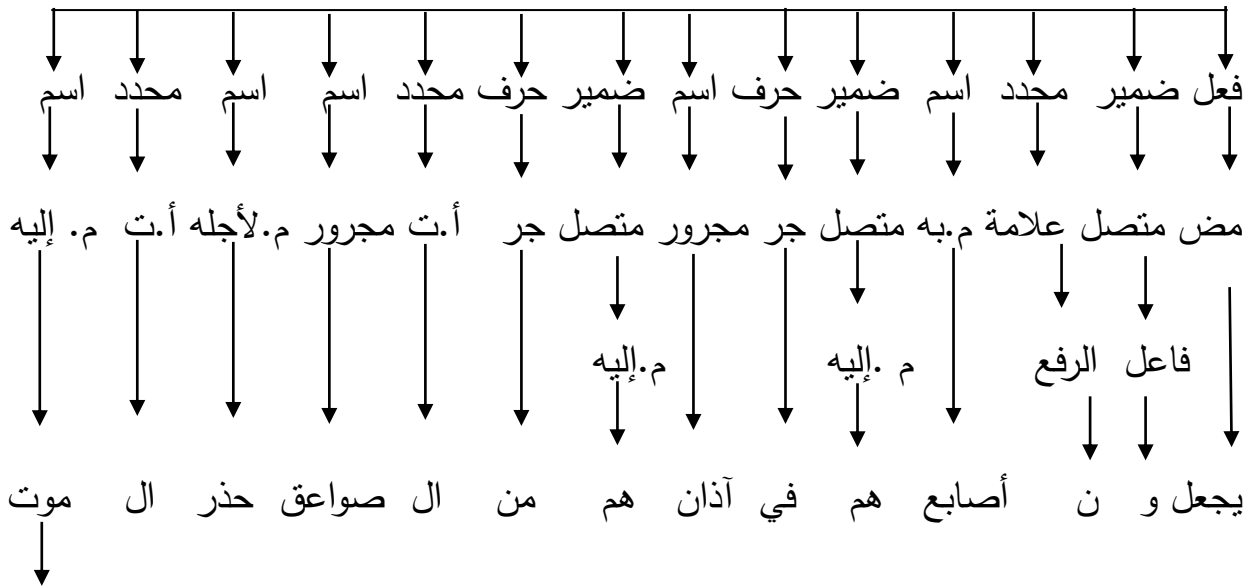 فعل ضمير محدد اسم ضمير حرف اسم ضمير حرف محدد اسم اسم محدد اسم
مض متصل علامة م.به متصل جر مجرور متصل جر أ.ت مجرور م.لأجله أ.ت م. إليه
فاعل الرفع م .إليه م.إليه
يجعل و ن أصابع هم في آذان هم من ال صواعق حذر ال موت